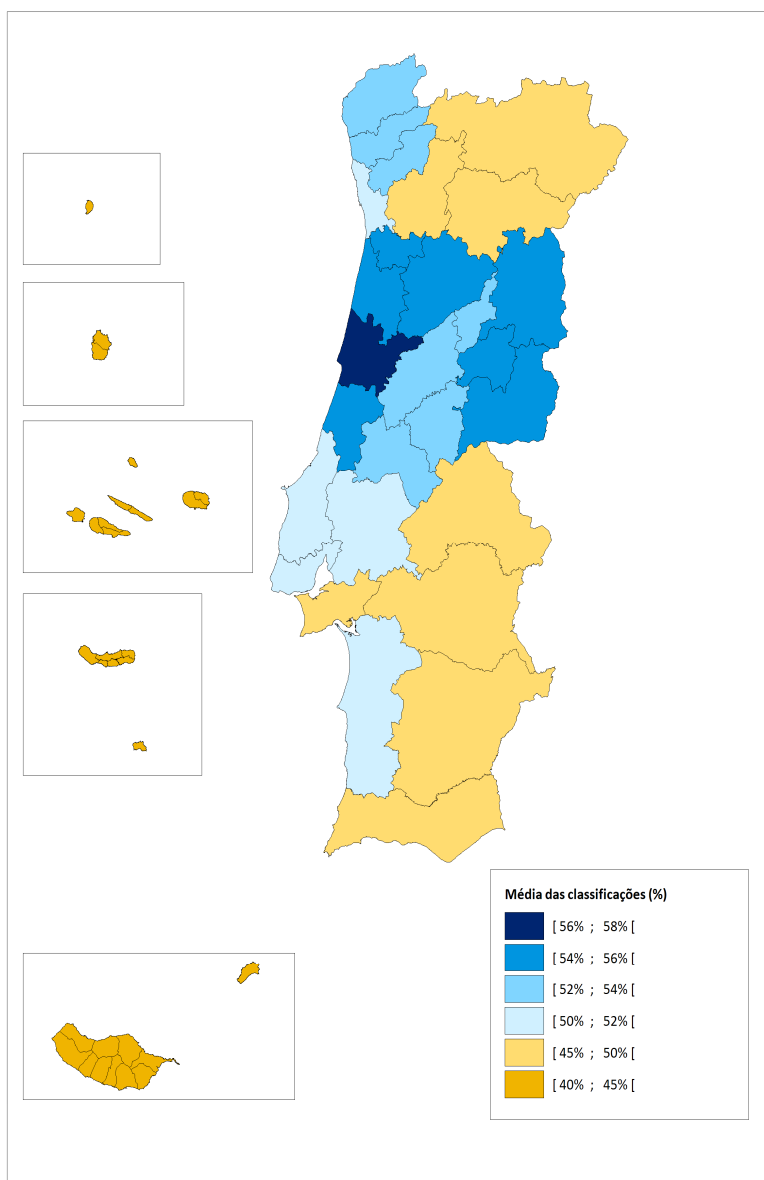 Média das classificações (%)
[ 56% ; 58% [
[ 54% ; 56% [
[ 52% ; 54% [
[ 50% ; 52% [
[ 45% ; 50% [
[ 40% ; 45% [